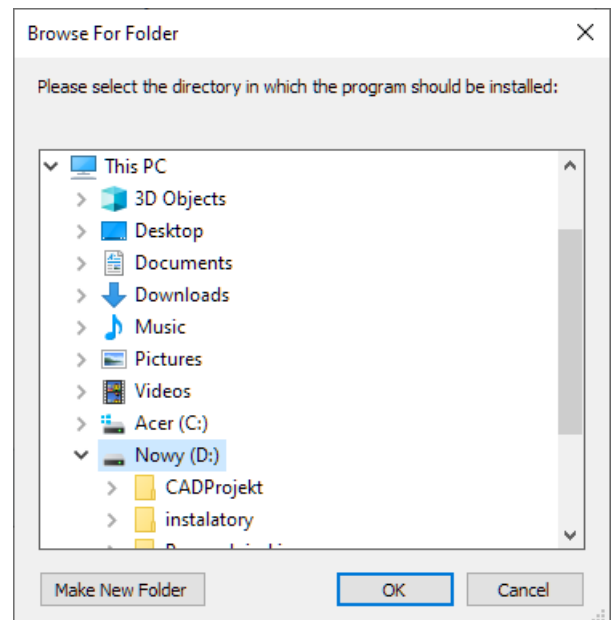 Browse For Folder
Please select the directory in which the program should be installed:
This PC
3D Objects
Desktop
Documents
Downloads
Music
Pictures
Videos
Acer (C:)
Nowy (D:)
CADProjekt
instalatory
Make New Folder
OK
Cancel